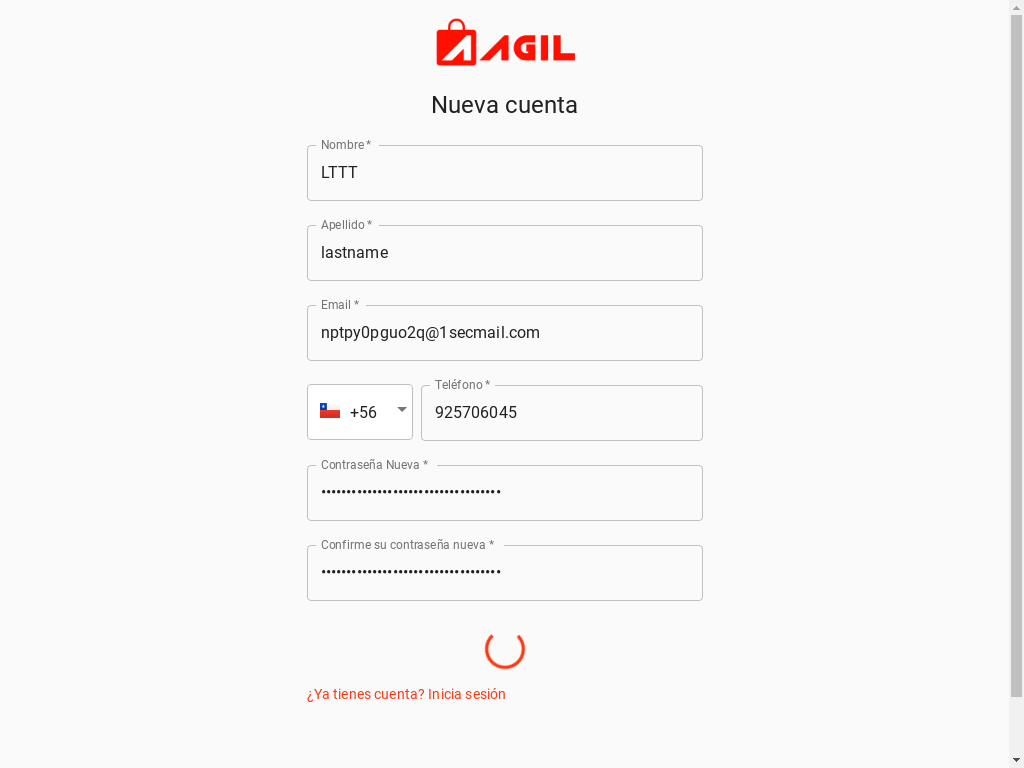 AGIL
Nueva cuenta
Nombre *
LTTT
Apellido *
lastname
Email *
nptpy0pguo2q@1secmail.com
+56
Teléfono *
925706045
Contraseña Nueva *
••••••••••••••••••••••••••••••••••••
Confirme su contraseña nueva *
••••••••••••••••••••••••••••••••••••
¿Ya tienes cuenta? Inicia sesión